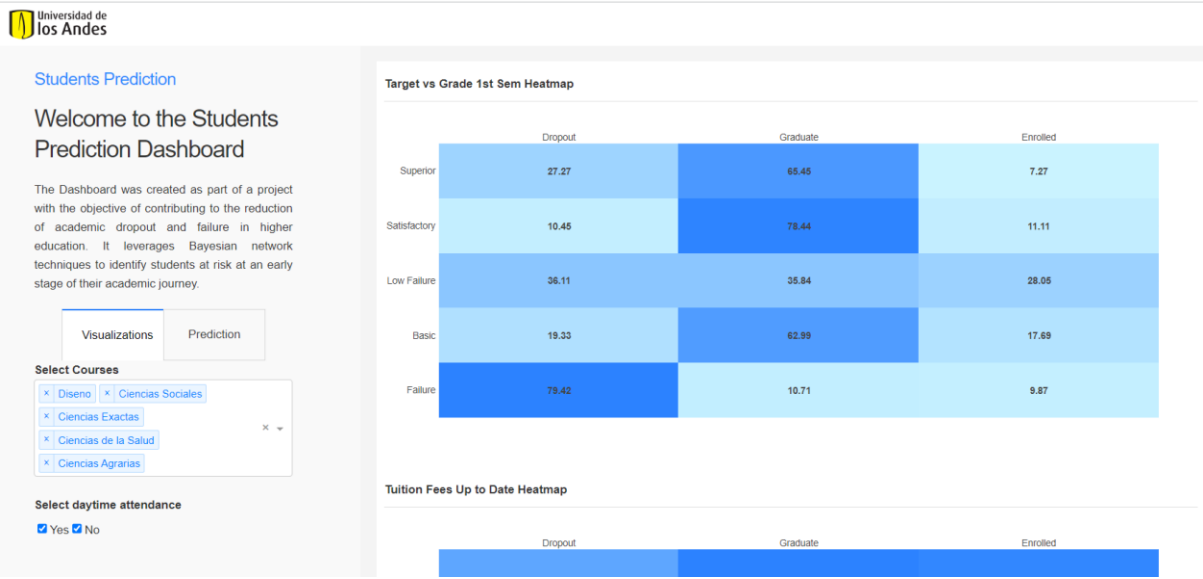 Universidad de
los Andes
Students Prediction
Welcome to the Students
Prediction Dashboard
The Dashboard was created as part of a project
with the objective of contributing to the reduction
of academic dropout and failure in higher
education. It leverages Bayesian network
techniques to identify students at risk at an early
stage of their academic journey.
Visualizations Prediction
Select Courses
× Diseno × Ciencias Sociales
× Ciencias Exactas
× Ciencias de la Salud
× Ciencias Agrarias
×
Select daytime attendance
Yes No
Target vs Grade 1st Sem Heatmap
Dropout Graduate Enrolled
Superior 27.27 65.45 7.27
Satisfactory 10.45 78.44 11.11
Low Failure 36.11 35.84 28.05
Basic 19.33 62.99 17.69
Failure 79.42 10.71 9.87
Tuition Fees Up to Date Heatmap
Dropout Graduate Enrolled